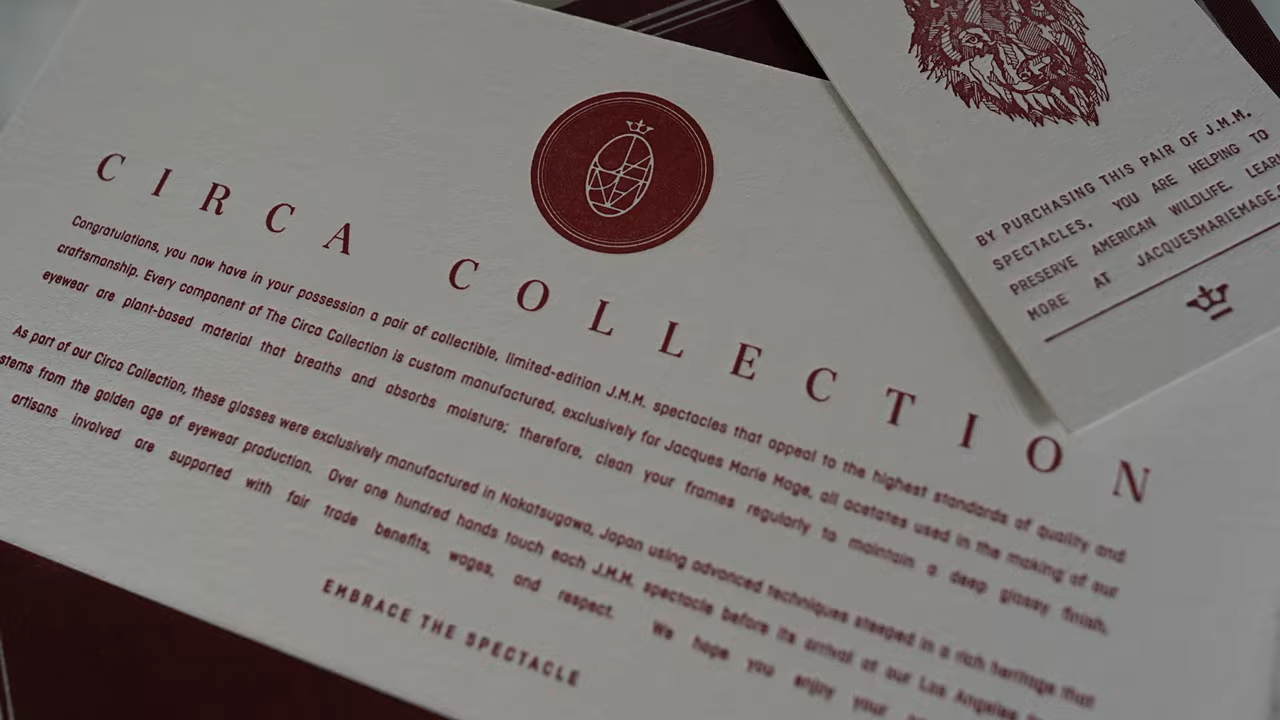 CIRCA COLLECTION
Congratulations, you now have in your possession a pair of collectible, limited-edition J.M.M. spectacles that appeal to the highest standards of quality and
craftsmanship. Every component of The Circa Collection is custom manufactured, exclusively for Jacques Marie Mage, all acetates used in the making of our
eyewear are plant-based material that breaths and absorbs moisture; therefore, clean your frames regularly to maintain a deep glossy finish.
As part of our Circa Collection, these glasses were exclusively manufactured in Nakatsugawa, Japan using advanced techniques steeped in a rich heritage that
stems from the golden age of eyewear production. Over one hundred hands touch each J.M.M. spectacle before its arrival at our Los Angeles
artisans involved are supported with fair trade benefits, wages, and respect. We hope you enjoy your
EMBRACE THE SPECTACLE
BY PURCHASING THIS PAIR OF J.M.M.
SPECTACLES, YOU ARE HELPING TO
PRESERVE AMERICAN WILDLIFE. LEARN
MORE AT JACQUESMARIEMAGE.